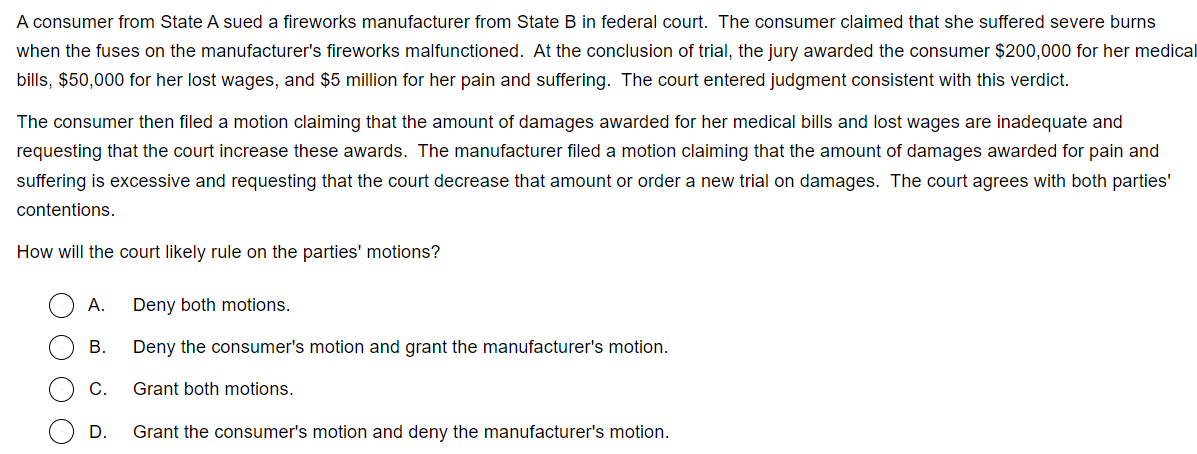 A consumer from State A sued a fireworks manufacturer from State B in federal court.  The consumer claimed that she suffered severe burns
when the fuses on the manufacturer's fireworks malfunctioned.  At the conclusion of trial, the jury awarded the consumer $200,000 for her medical
bills, $50,000 for her lost wages, and $5 million for her pain and suffering.  The court entered judgment consistent with this verdict.
The consumer then filed a motion claiming that the amount of damages awarded for her medical bills and lost wages are inadequate and
requesting that the court increase these awards.  The manufacturer filed a motion claiming that the amount of damages awarded for pain and
suffering is excessive and requesting that the court decrease that amount or order a new trial on damages.  The court agrees with both parties'
contentions.
How will the court likely rule on the parties' motions?
A. Deny both motions.
B. Deny the consumer's motion and grant the manufacturer's motion.
C. Grant both motions.
D. Grant the consumer's motion and deny the manufacturer's motion.